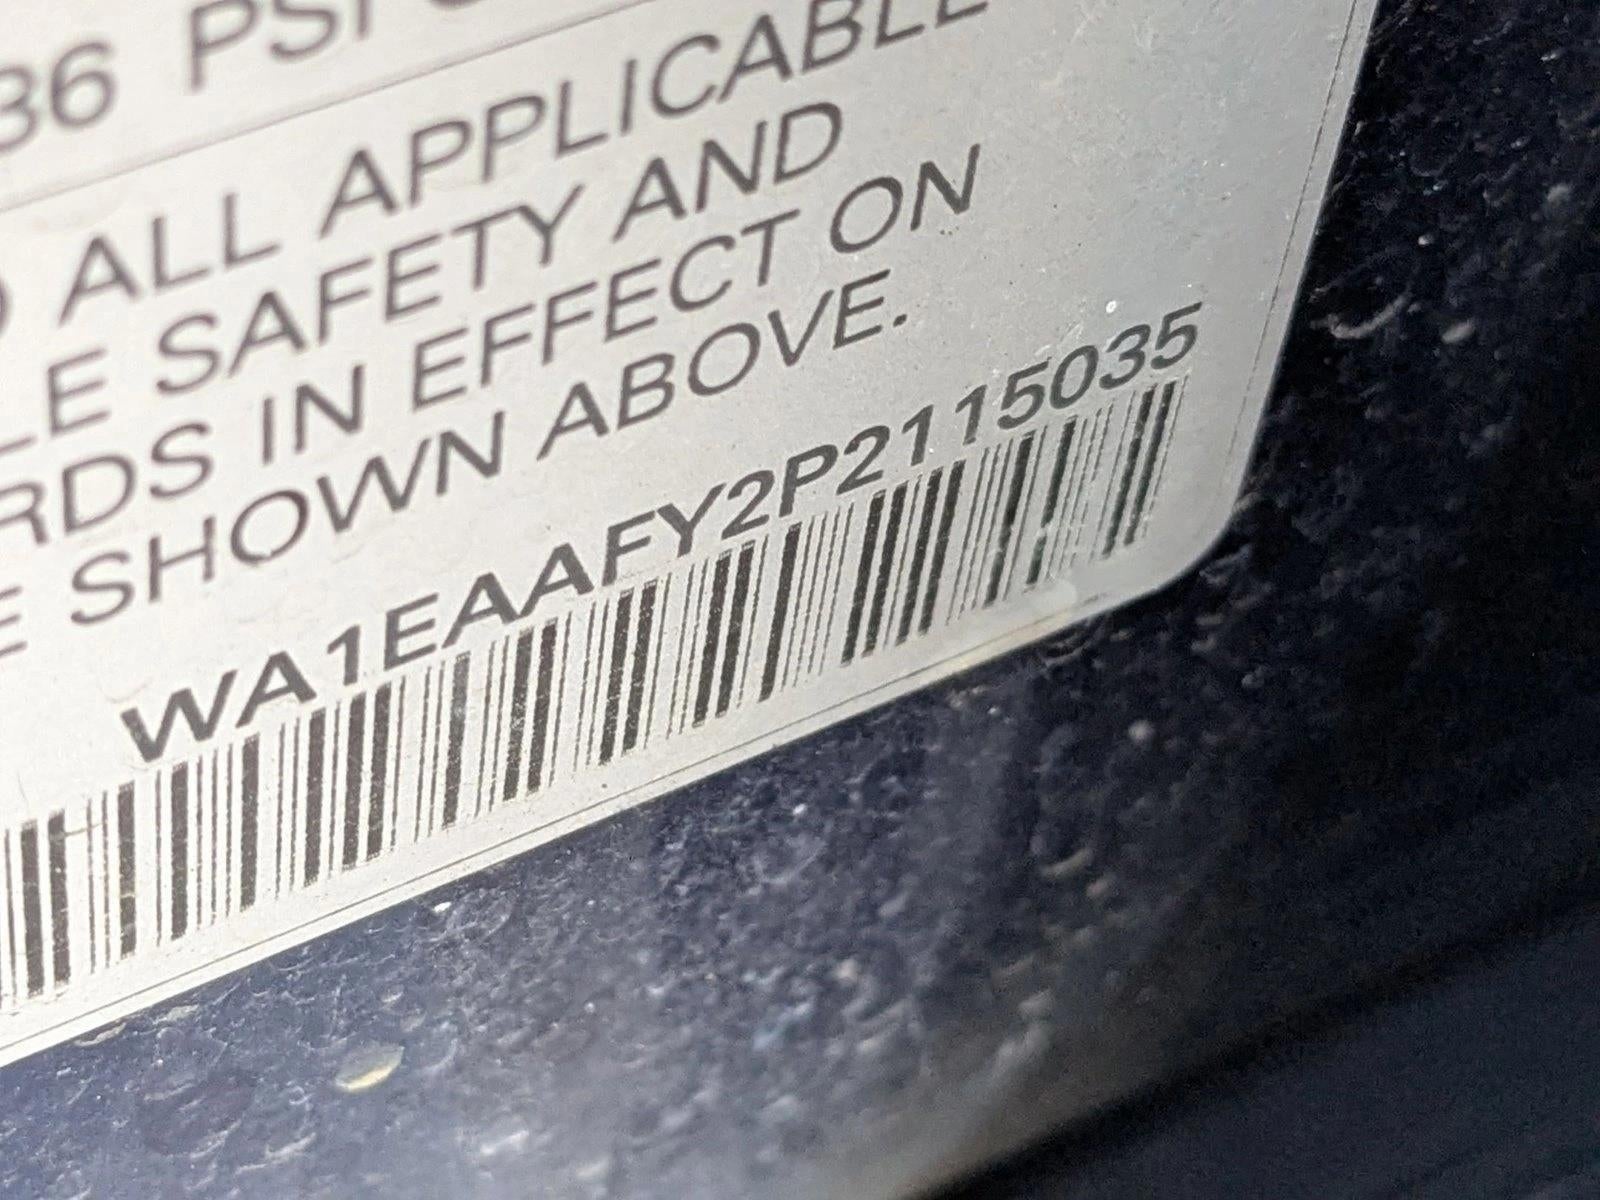 36 PSI
ALL APPLICABLE
LE SAFETY AND
RDS IN EFFECT ON
E SHOWN ABOVE.
WA1EAAFY2P2115035